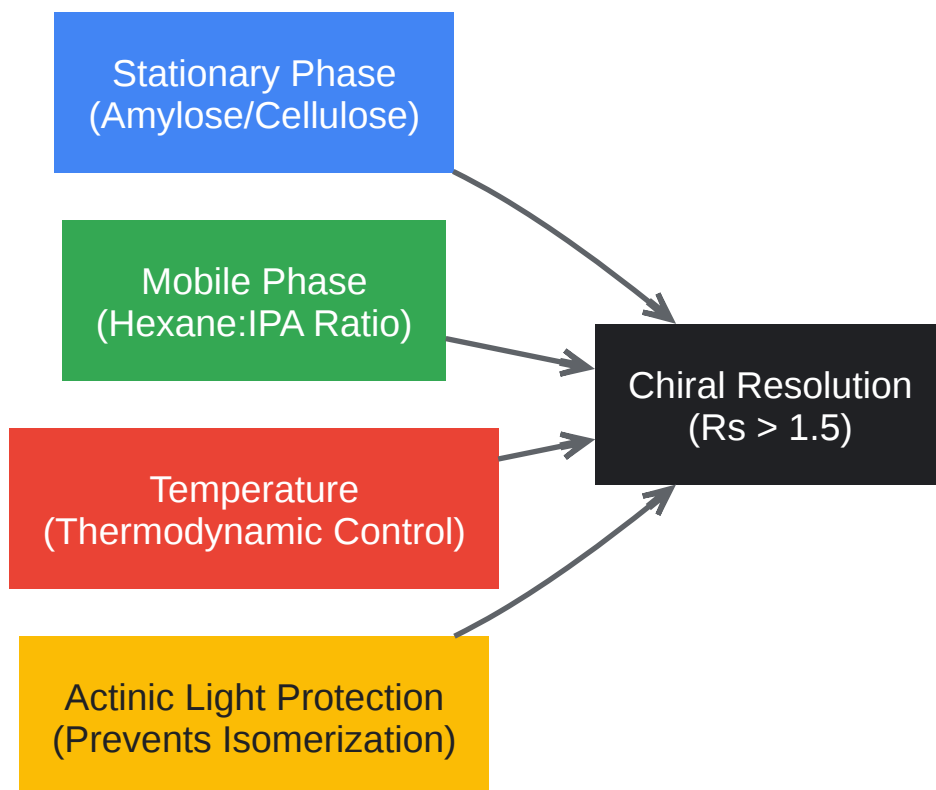 Stationary Phase
(Amylose/Cellulose)
Mobile Phase
(Hexane:IPA Ratio)
Temperature
(Thermodynamic Control)
Actinic Light Protection
(Prevents Isomerization)
Chiral Resolution
(Rs > 1.5)